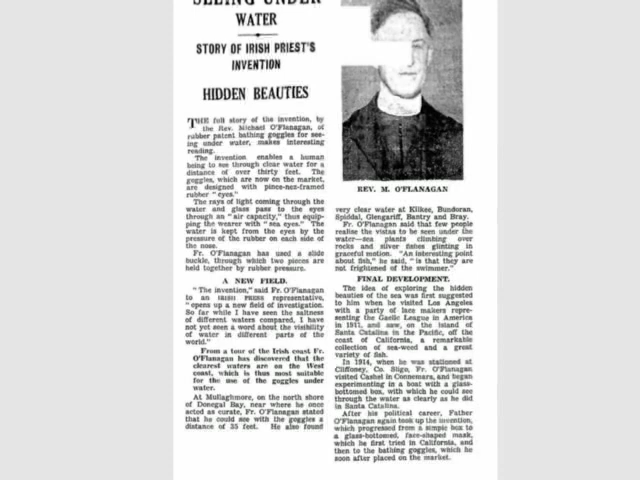 SEEING UNDER
WATER
STORY OF IRISH PRIEST'S
INVENTION
HIDDEN BEAUTIES
THE full story of the invention, by
the Rev. Michael O'Flanagan, of
rubber patent bathing goggles for see-
ing under water, makes interesting
reading.
The invention enables a human
being to see through clear water for a
distance of over thirty feet. The
goggles, which are now on the market,
are designed with pince-nez-framed
rubber "eyes."
The rays of light coming through the
water and glass pass to the eyes
through an "air capacity," thus equip-
ping the wearer with "sea eyes." The
water is kept from the eyes by the
pressure of the rubber on each side of
the nose.
Fr. O'Flanagan has used a slide
buckle, through which two pieces are
held together by rubber pressure.
A NEW FIELD.
"The invention," said Fr. O'Flanagan
to an IRISH PRESS representative,
"opens up a new field of investigation.
So far while I have seen the saltness
of different waters compared, I have
not yet seen a word about the visibility
of water in different parts of the
world."
From a tour of the Irish coast Fr.
O'Flanagan has discovered that the
clearest waters are on the West
coast, which is thus most suitable
for the use of the goggles under
water.
At Mullaghmore, on the north shore
of Donegal Bay, near where he once
acted as curate, Fr. O'Flanagan stated
that he could see with the goggles a
distance of 35 feet. He also found
REV. M. O'FLANAGAN
very clear water at Kilkee, Bundoran,
Spiddal, Glengariff, Bantry and Bray.
Fr. O'Flanagan said that few people
realise the vistas to be seen under the
water—sea plants climbing over
rocks and silver fishes glinting in
graceful motion. "An interesting point
about fish," he said, "is that they are
not frightened of the swimmer."
FINAL DEVELOPMENT.
The idea of exploring the hidden
beauties of the sea was first suggested
to him when he visited Los Angeles
with a party of lace makers repre-
senting the Gaelic League in America
in 1911, and saw, on the island of
Santa Catalina in the Pacific, off the
coast of California, a remarkable
collection of sea-weed and a great
variety of fish.
In 1914, when he was stationed at
Cliffoney, Co. Sligo, Fr. O'Flanagan
visited Cashel in Connemara, and began
experimenting in a boat with a glass-
bottomed box, with which he could see
through the water as clearly as he did
in Santa Catalina.
After his political career, Father
O'Flanagan again took up the invention,
which progressed from a simple box to
a glass-bottomed, face-shaped mask,
which he first tried in California, and
then to the bathing goggles, which he
soon after placed on the market.